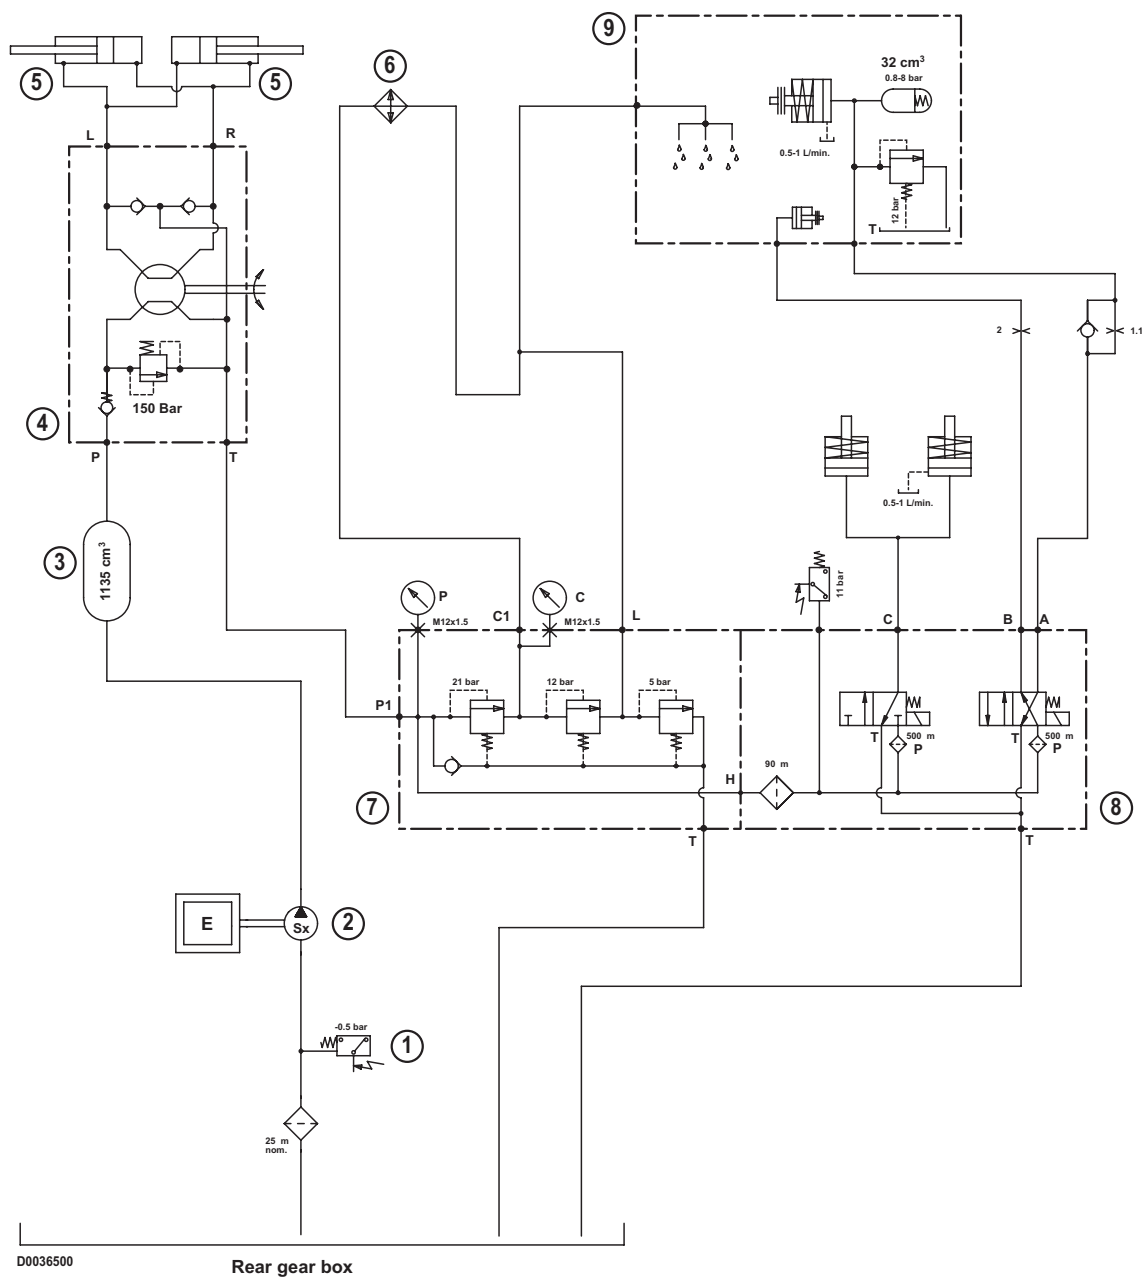 9
32 cm³
0.8-8 bar
0.5-1 L/min.
12 bar
T
5
5
6
L
R
2
1.1
150 Bar
4
P
T
0.5-1 L/min.
3
1135 cm³
11 bar
P
C
M12x1.5
C1
M12x1.5
L
C
B
A
P1
21 bar
12 bar
5 bar
T
500 m
P
T
500 m
P
90 m
H
7
8
T
T
E
Sx
2
-0.5 bar
1
25 m
nom.
D0036500
Rear gear box